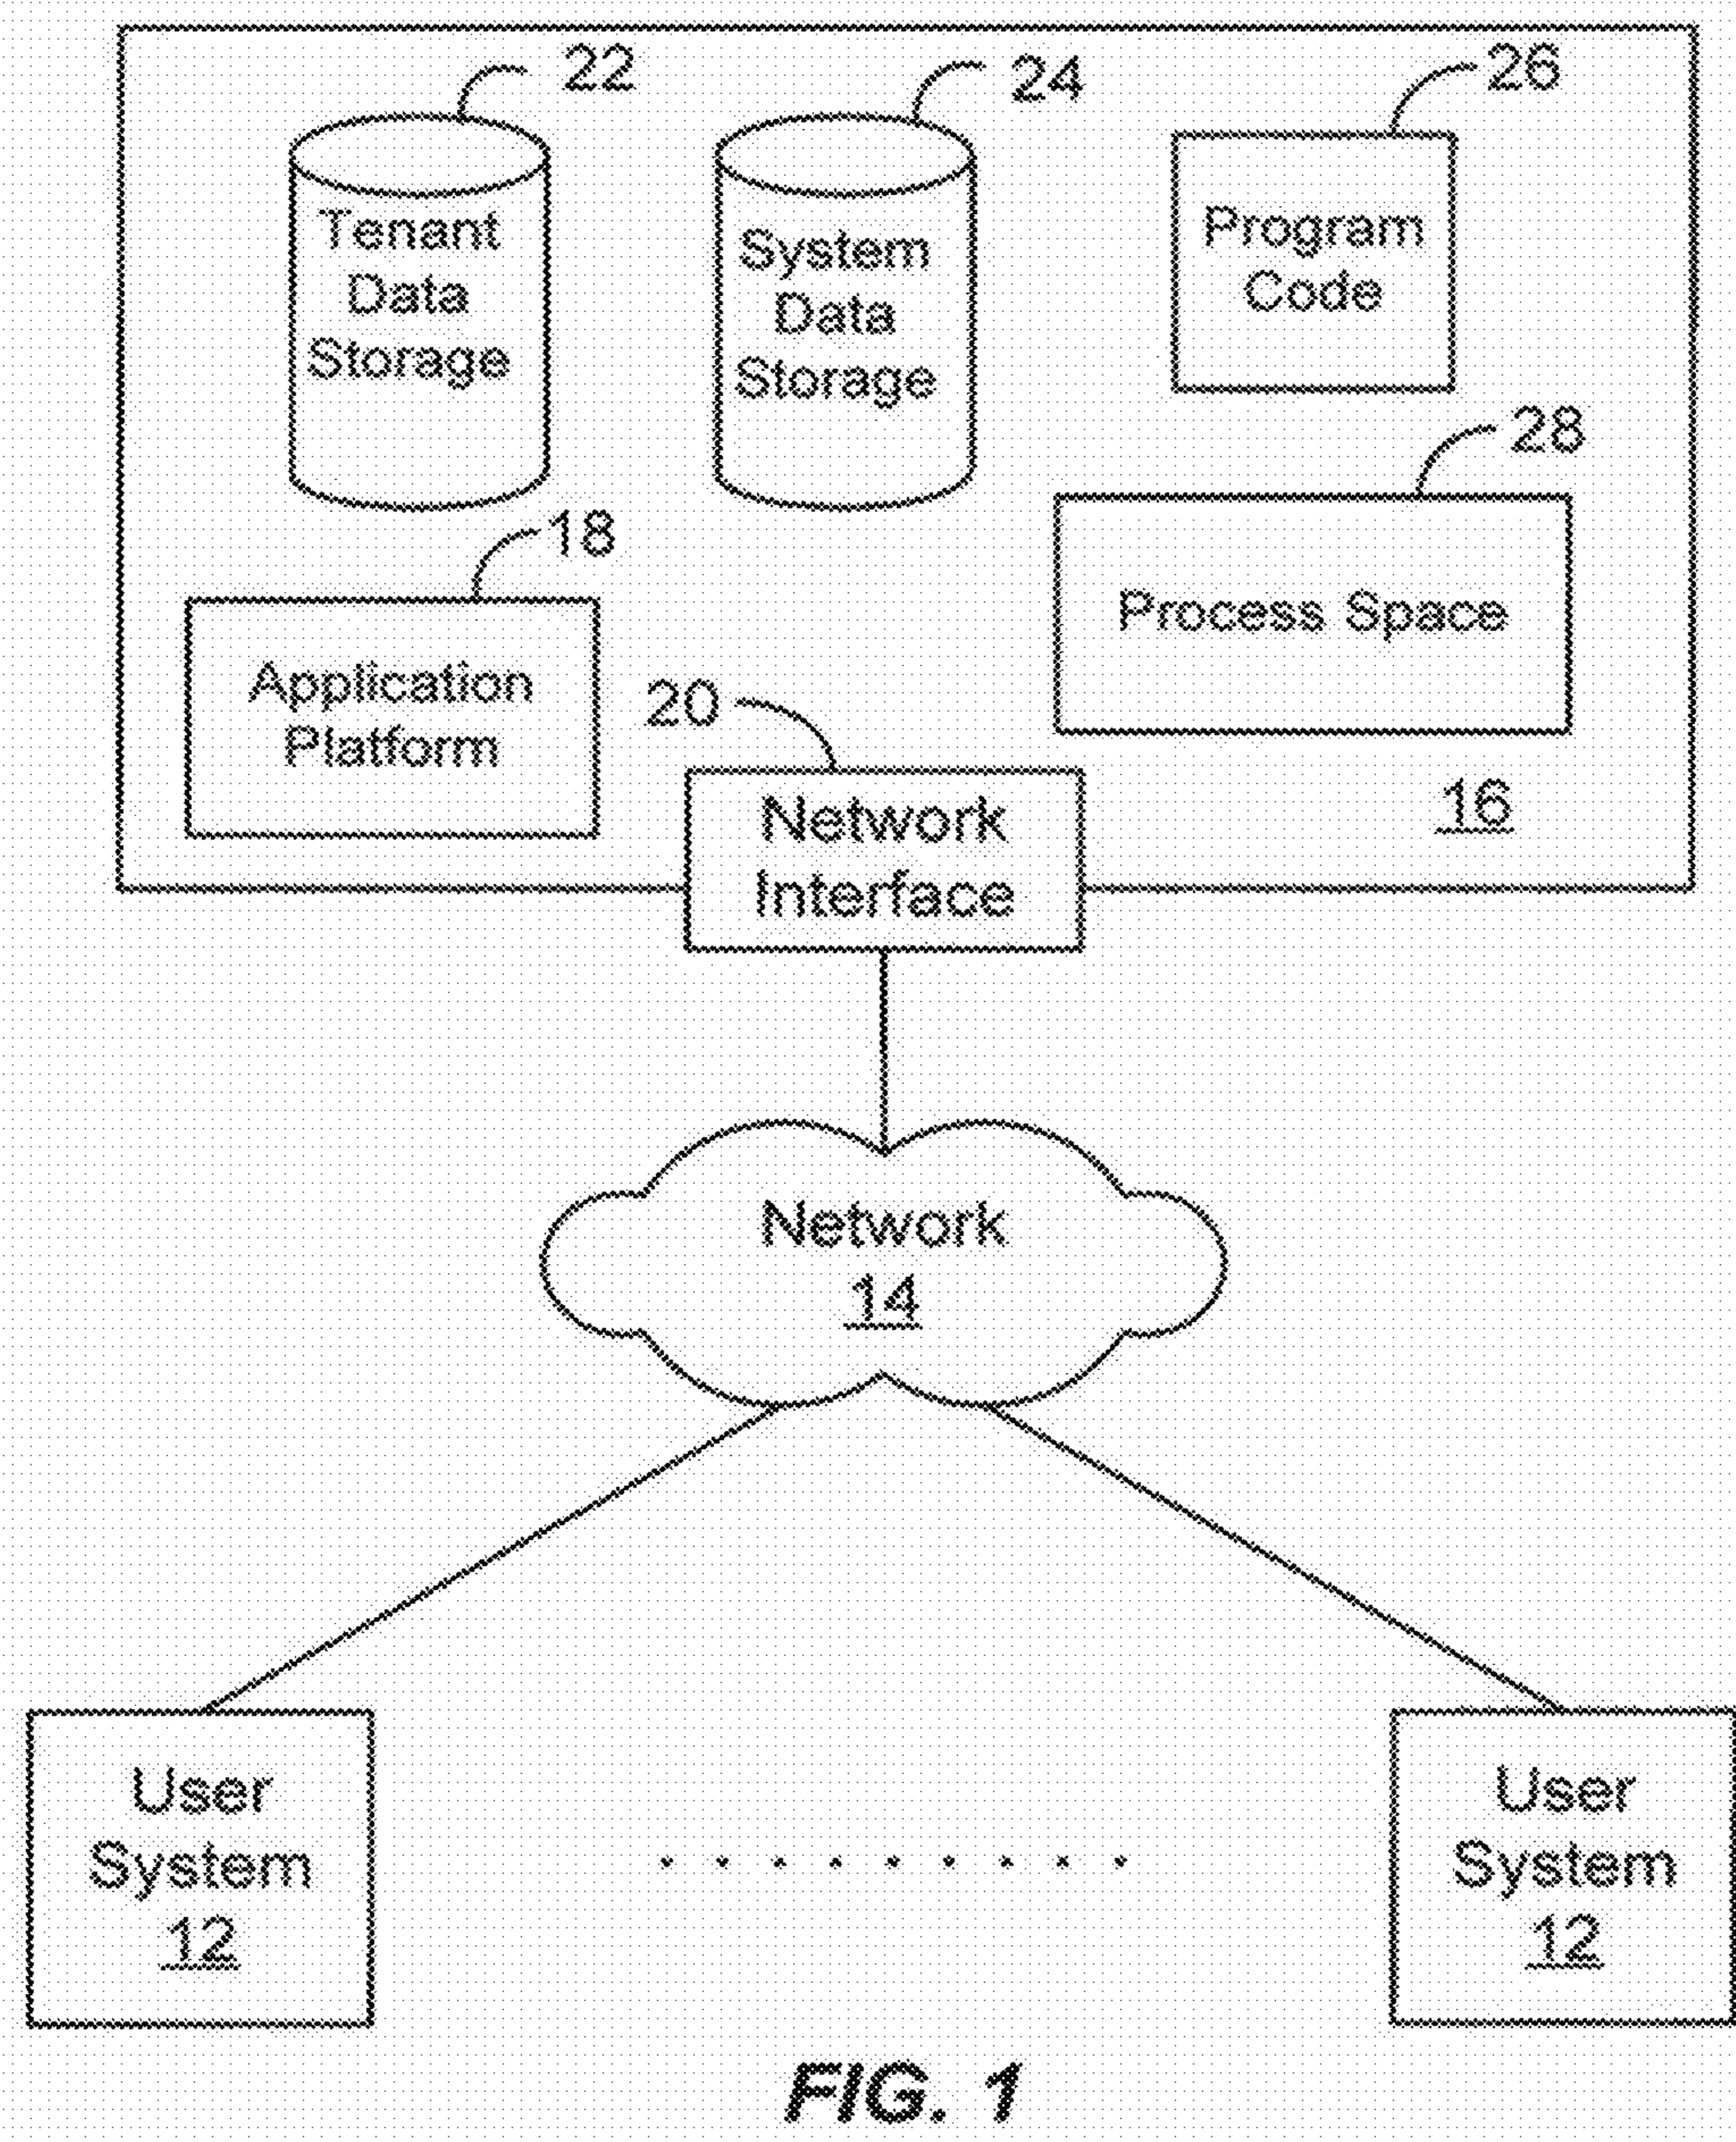 22
24
26
Tenant
Data
Storage
System
Data
Storage
Program
Code
28
18
Process Space
Application
Platform
20
16
Network
Interface
Network
14
User
System
12
User
System
12
FIG. 1